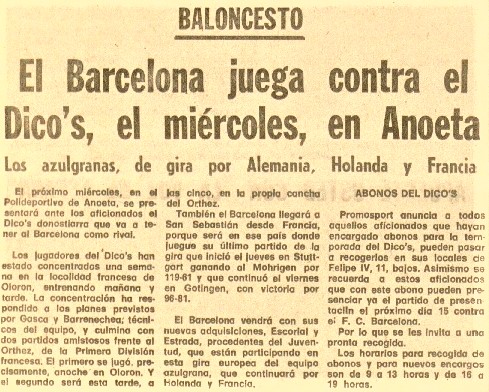 BALONCESTO
El Barcelona juega contra el
Dico's, el miércoles, en Anoeta
Los azulgranas, de gira por Alemania, Holanda y Francia
El próximo miércoles, en el
Polideportivo de Anoeta, se pre-
sentará ante los aficionados el
Dico's donostiarra que va a te-
ner al Barcelona como rival.
Los jugadores del Dico's han
estado concentrados una sema-
na en la localidad francesa de
Oloron, entrenando mañana y
tarde. La concentración ha res-
pondido a los planes previstos
por Gasca y Barrenechea; técni-
cos del equipo, y culmina con
dos partidos amistosos frente al
Orthez, de la Primera División
francesa. El primero se jugó, pre-
cisamente, anoche en Oloron. Y
el segundo será esta tarde, a
las cinco, en la propia cancha
del Orthez.
También el Barcelona llegará a
San Sebastián desde Francia,
porque será en ese país donde
juegue su último partido de la
gira que inició el jueves en Stutt-
gart ganando al Mohrigen por
119-81 y continuó el viernes
en Gotingen, con victoria por
96-81.
El Barcelona vendrá con sus
nuevas adquisiciones, Escorial y
Estrada, procedentes del Juven-
tud, que están participando en
esta gira europea del equipo
azulgrana, que continuará por
Holanda y Francia.
ABONOS DEL DICO'S
Promosport anuncia a todos
aquellos aficionados que hayan
encargado abonos para la tem-
porada del Dico's, pueden pasar
a recogerlos en sus locales de
Felipe IV, 11, bajos. Asimismo se
recuerda a estos aficionados
que con este abona pueden pre-
senciar ya el partido de presen-
taciín el próximo día 15 contra
el F. C. Barcelona.
Por lo que se les invita a una
pronta recogida.
Los horarios para recogida de
abonos y para nuevos encorgos
son de 9 a 13 horas y de 16 a
19 horas.